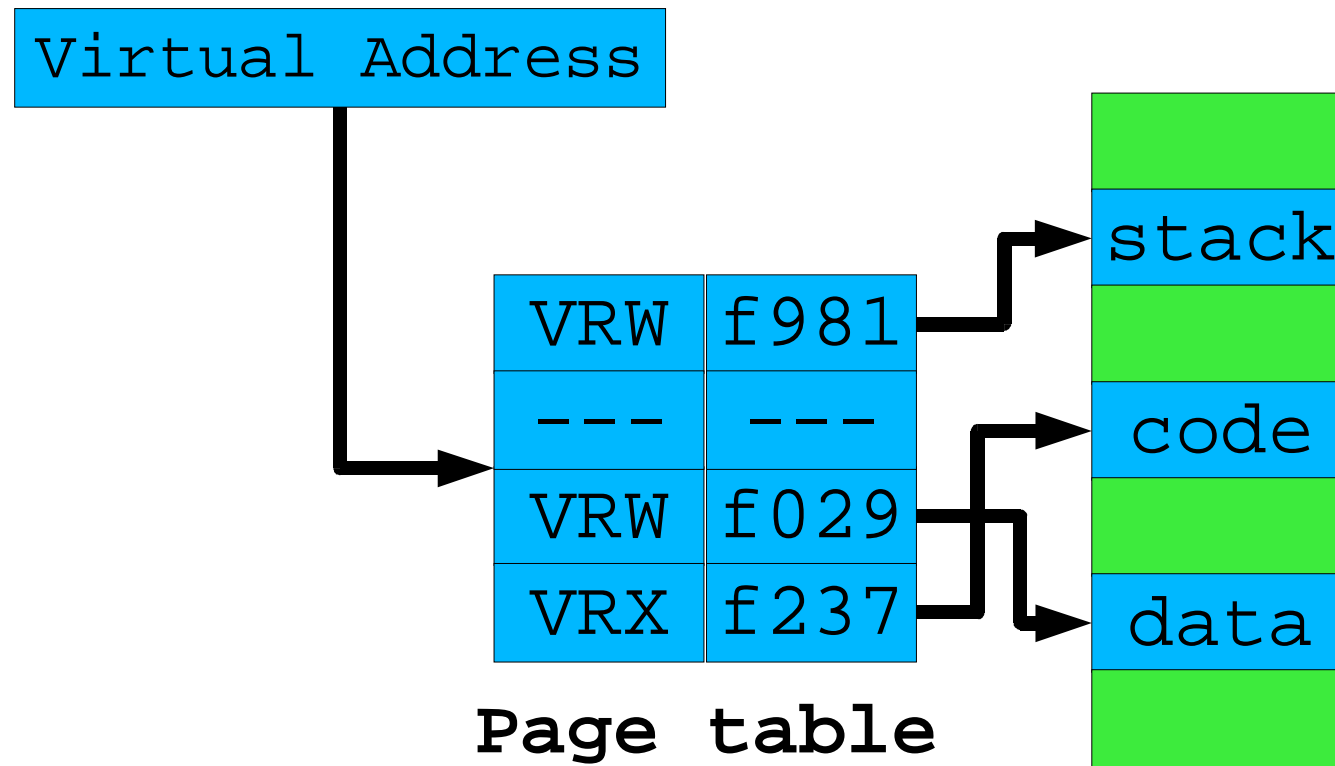 Virtual Address
stack
VRW f981
--- ---
code
VRW f029
VRX f237
data
Page table